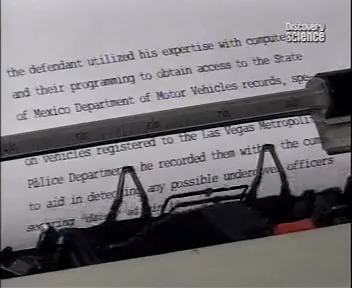 Discovery
SCIENCE
the defendant utilized his expertise with compute
and their programming to obtain access to the State
of Mexico Department of Motor Vehicles records, spe
on vehicles registered to the Las Vegas Metropoli
Police Department, he recorded them with the com
to aid in detecting any possible undercover officers